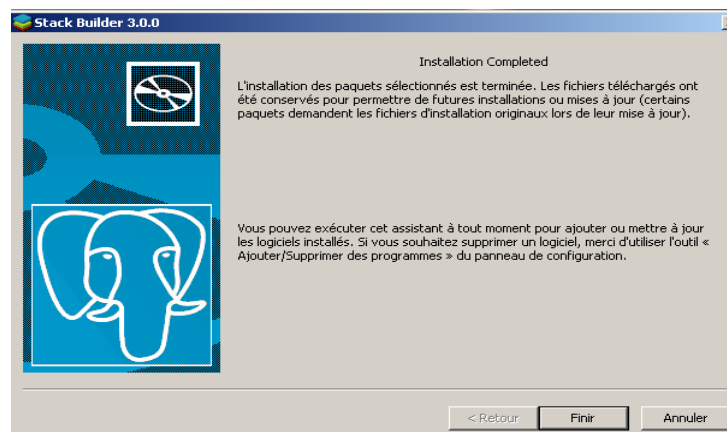 Stack Builder 3.0.0
Installation Completed
L'installation des paquets sélectionnés est terminée. Les fichiers téléchargés ont
été conservés pour permettre de futures installations ou mises à jour (certains
paquets demandent les fichiers d'installation originaux lors de leur mise à jour).
Vous pouvez exécuter cet assistant à tout moment pour ajouter ou mettre à jour
les logiciels installés. Si vous souhaitez supprimer un logiciel, merci d'utiliser l'outil «
Ajouter/Supprimer des programmes » du panneau de configuration.
< Retour
Finir
Annuler